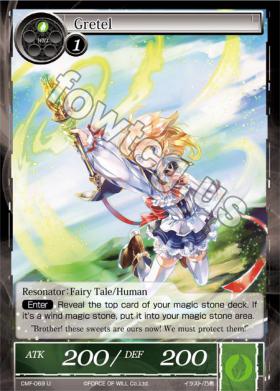 Gretel
WILL
1
fowtcg.us
Resonator: Fairy Tale/Human
Enter Reveal the top card of your magic stone deck. If
it's a wind magic stone, put it into your magic stone area.
"Brother! these sweets are ours now! We must protect them!"
ATK 200/ DEF 200
CMF-069 U ©FORCE OF WILL Co.,Ltd.